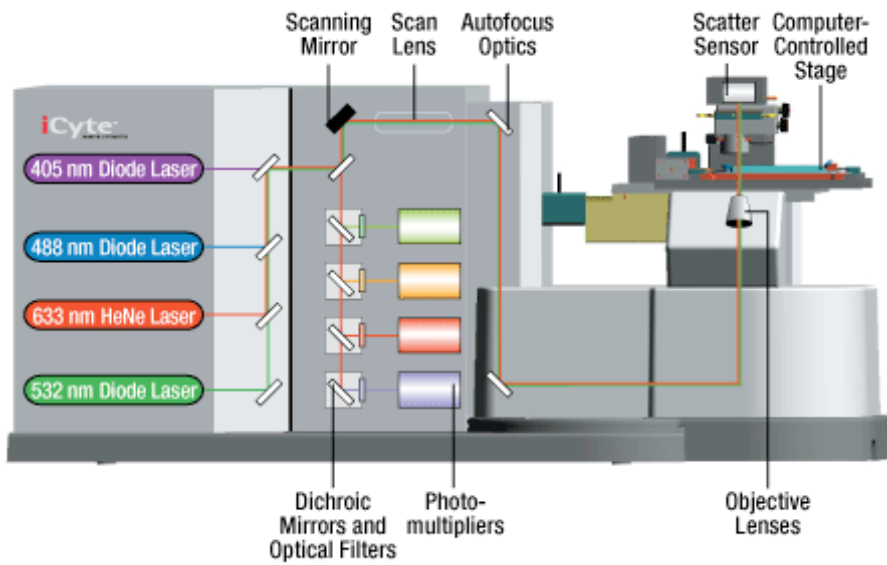 Scanning
Mirror
Scan
Lens
Autofocus
Optics
Scatter
Sensor
Computer-
Controlled
Stage
iCyte
405 nm Diode Laser
488 nm Diode Laser
633 nm HeNe Laser
532 nm Diode Laser
Dichroic
Mirrors and
Optical Filters
Photo-
multipliers
Objective
Lenses